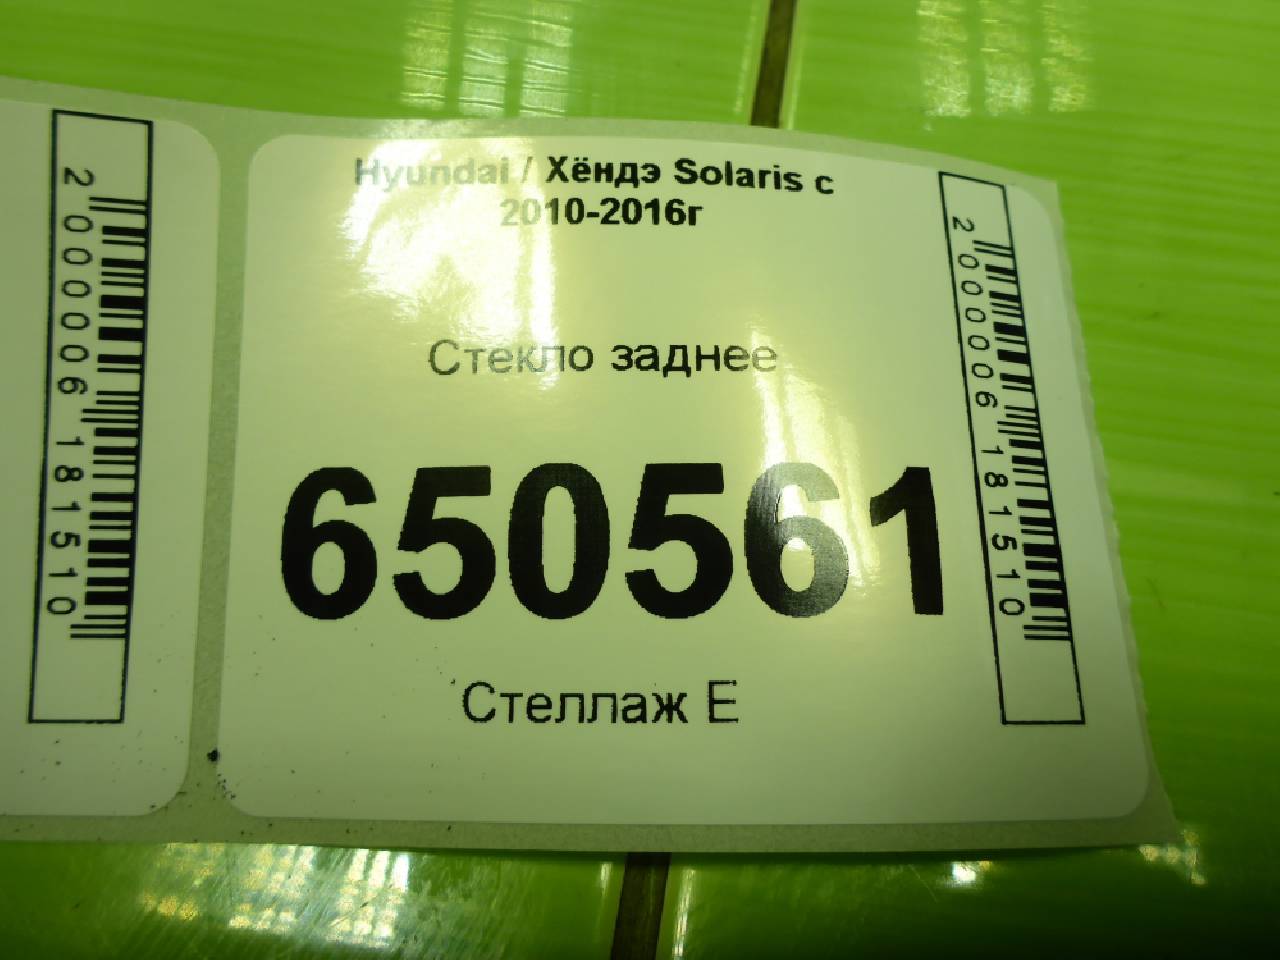 2000006181510
Hyundai / Хёндэ Solaris с
2010-2016г
Стекло заднее
650561
Стеллаж Е
2000006181510